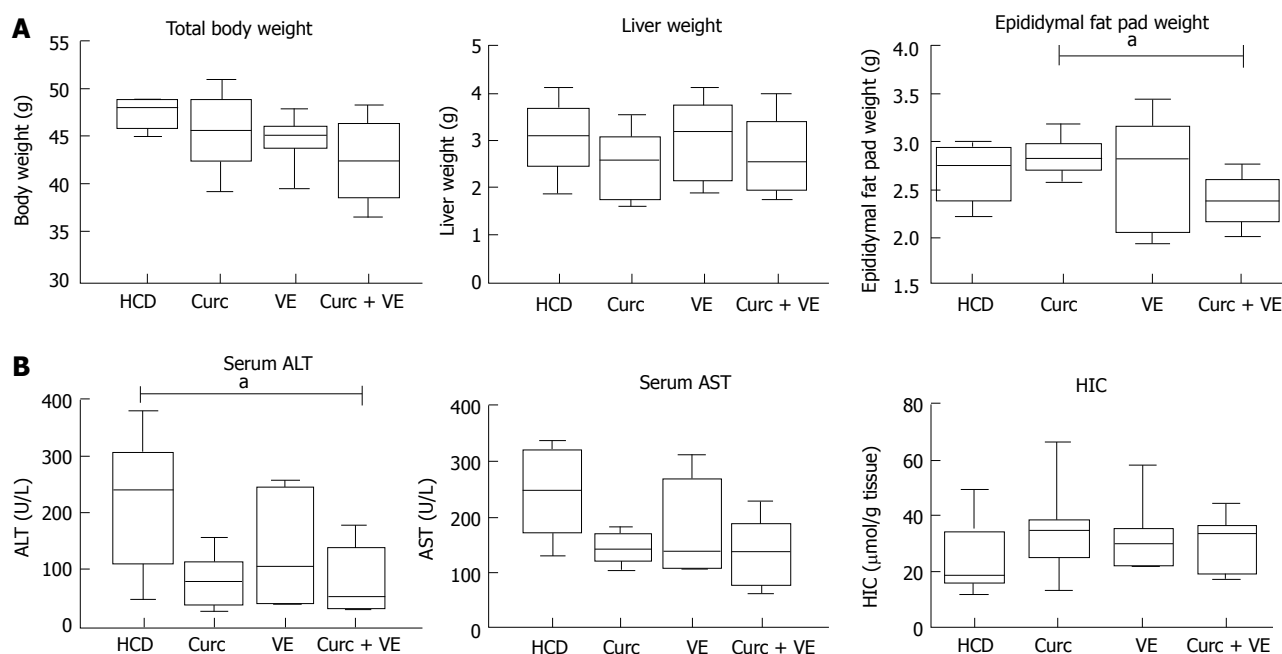 A
Total body weight
Body weight (g)
55
50
45
40
35
30
HCD Curc VE Curc + VE
Liver weight
Liver weight (g)
5
4
3
2
1
0
HCD Curc VE Curc + VE
Epididymal fat pad weight
a
Epididymal fat pad weight (g)
4.0
3.5
3.0
2.5
2.0
1.5
HCD Curc VE Curc + VE
B
Serum ALT
a
ALT (U/L)
400
300
200
100
0
HCD Curc VE Curc + VE
Serum AST
AST (U/L)
400
300
200
100
0
HCD Curc VE Curc + VE
HIC
HIC (μmol/g tissue)
80
60
40
20
0
HCD Curc VE Curc + VE